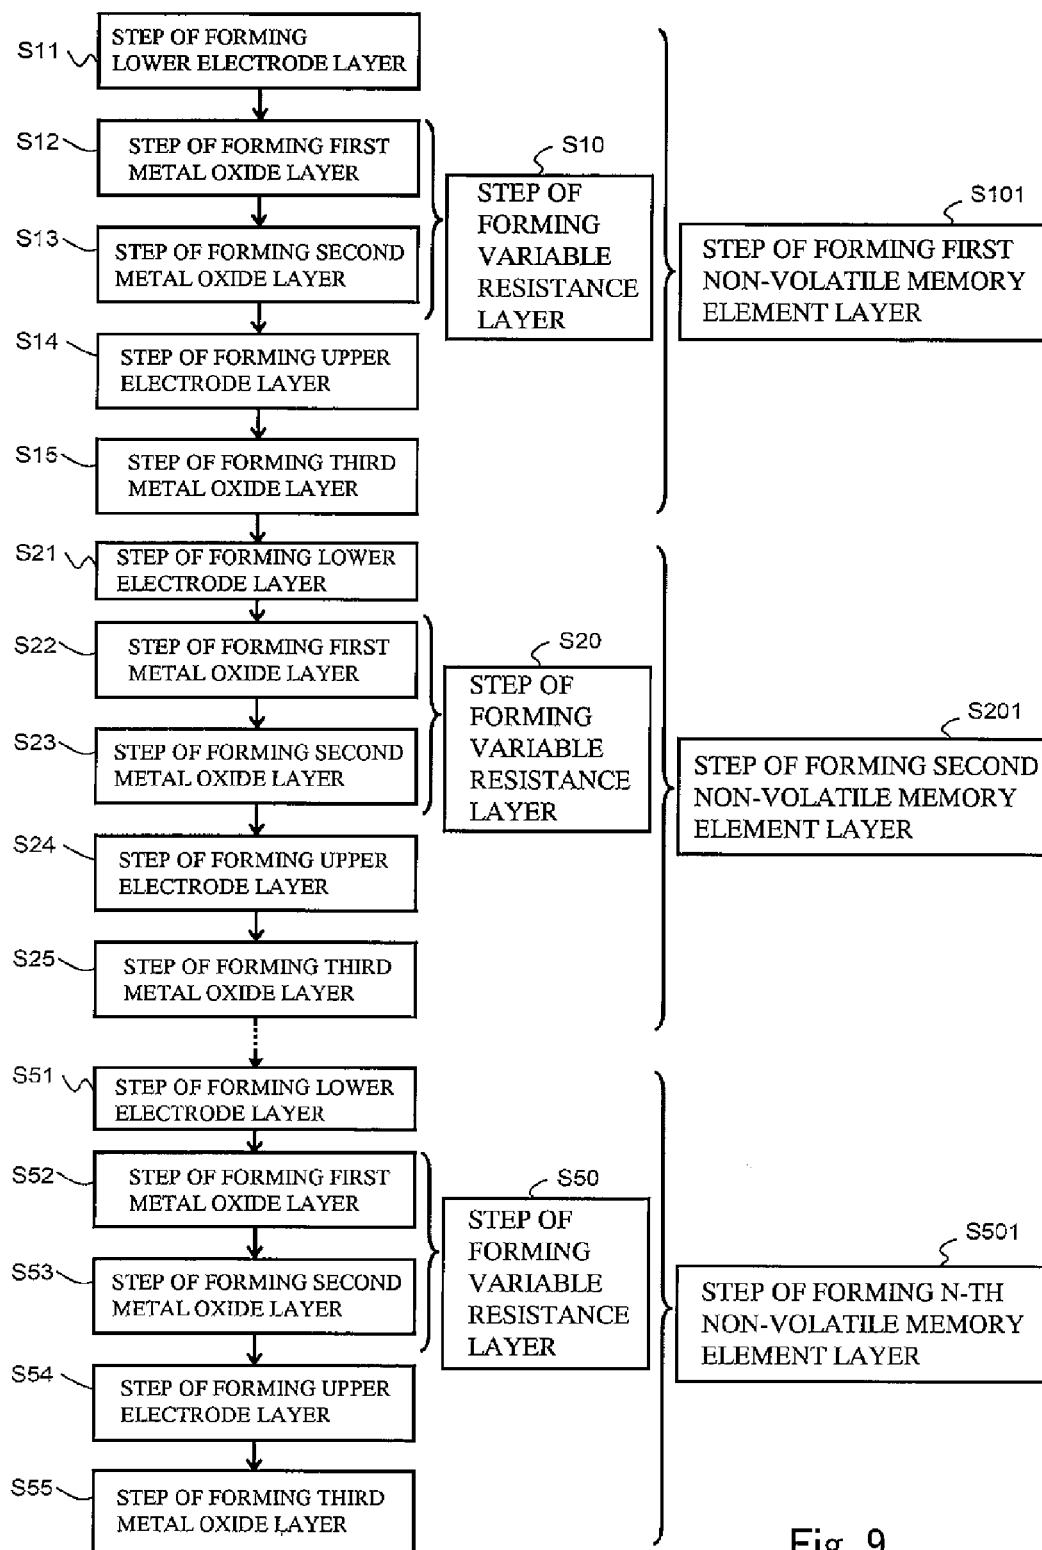 S11
STEP OF FORMING
LOWER ELECTRODE LAYER
S12
STEP OF FORMING FIRST
METAL OXIDE LAYER
S13
STEP OF FORMING SECOND
METAL OXIDE LAYER
S10
STEP OF
FORMING
VARIABLE
RESISTANCE
LAYER
S14
STEP OF FORMING UPPER
ELECTRODE LAYER
S15
STEP OF FORMING THIRD
METAL OXIDE LAYER
S101
STEP OF FORMING FIRST
NON-VOLATILE MEMORY
ELEMENT LAYER
S21
STEP OF FORMING LOWER
ELECTRODE LAYER
S22
STEP OF FORMING FIRST
METAL OXIDE LAYER
S23
STEP OF FORMING SECOND
METAL OXIDE LAYER
S20
STEP OF
FORMING
VARIABLE
RESISTANCE
LAYER
S24
STEP OF FORMING UPPER
ELECTRODE LAYER
S25
STEP OF FORMING THIRD
METAL OXIDE LAYER
S201
STEP OF FORMING SECOND
NON-VOLATILE MEMORY
ELEMENT LAYER
S51
STEP OF FORMING LOWER
ELECTRODE LAYER
S52
STEP OF FORMING FIRST
METAL OXIDE LAYER
S53
STEP OF FORMING SECOND
METAL OXIDE LAYER
S50
STEP OF
FORMING
VARIABLE
RESISTANCE
LAYER
S54
STEP OF FORMING UPPER
ELECTRODE LAYER
S55
STEP OF FORMING THIRD
METAL OXIDE LAYER
S501
STEP OF FORMING N-TH
NON-VOLATILE MEMORY
ELEMENT LAYER
Fig. 9